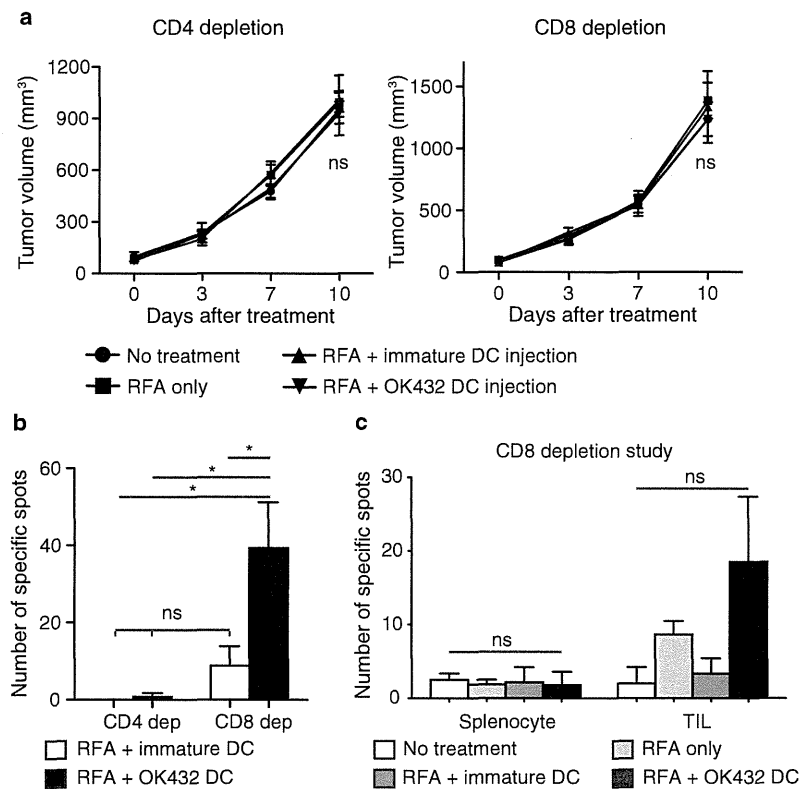 a
CD4 depletion
CD8 depletion
Tumor volume (mm³)
1200
900
600
300
0
ns
0 3 7 10
Days after treatment
Tumor volume (mm³)
1500
1000
500
0
ns
0 3 7 10
Days after treatment
No treatment
RFA + immature DC injection
RFA only
RFA + OK432 DC injection
b
Number of specific spots
60
40
20
0
*
*
*
ns
CD4 dep CD8 dep
RFA + immature DC
RFA + OK432 DC
c
CD8 depletion study
Number of specific spots
30
20
10
0
ns
ns
Splenocyte TIL
No treatment
RFA only
RFA + immature DC
RFA + OK432 DC